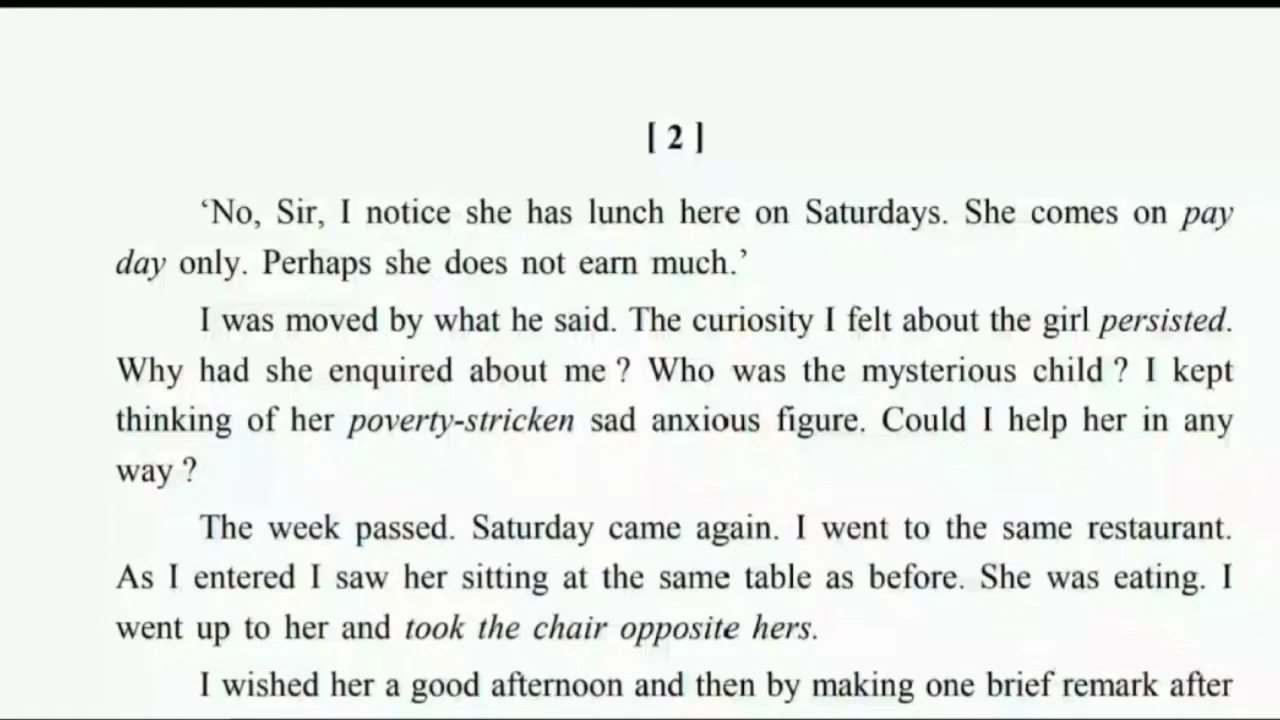 [ 2 ]
‘No, Sir, I notice she has lunch here on Saturdays. She comes on pay
day only. Perhaps she does not earn much.’
I was moved by what he said. The curiosity I felt about the girl persisted.
Why had she enquired about me ? Who was the mysterious child ? I kept
thinking of her poverty-stricken sad anxious figure. Could I help her in any
way ?
The week passed. Saturday came again. I went to the same restaurant.
As I entered I saw her sitting at the same table as before. She was eating. I
went up to her and took the chair opposite hers.
I wished her a good afternoon and then by making one brief remark after